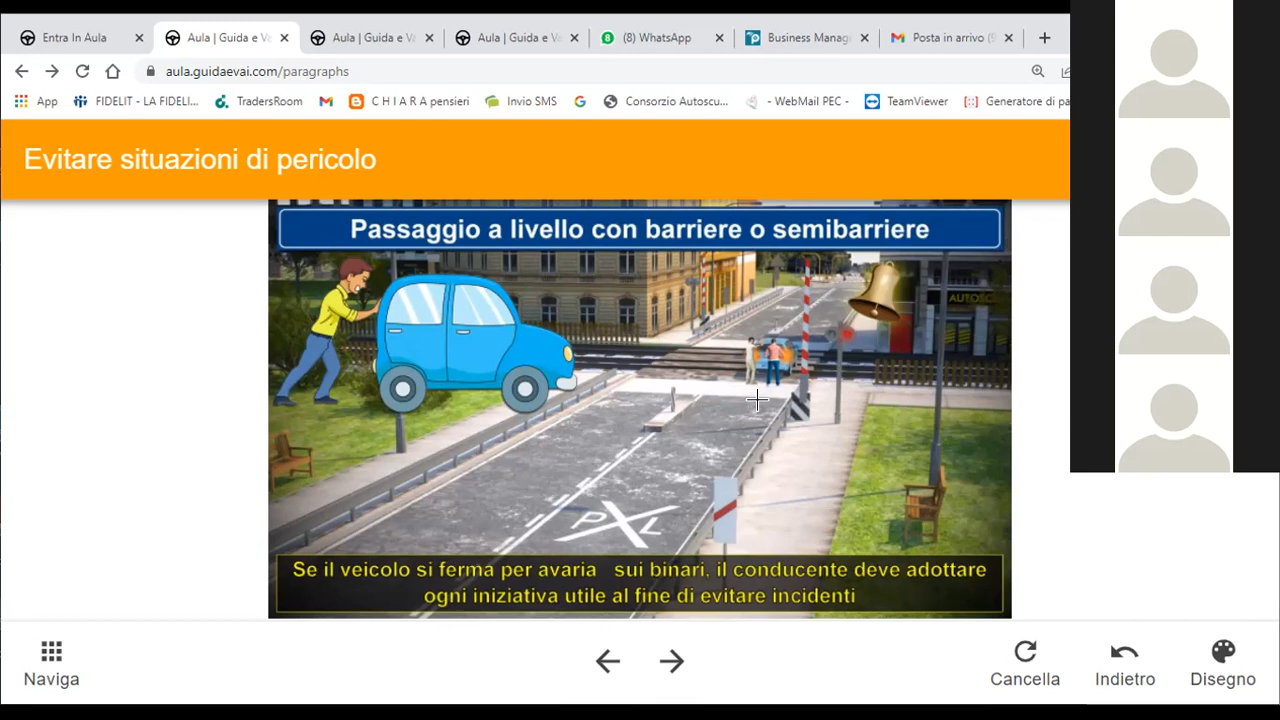 Entra In Aula
Aula | Guida e Va
Aula | Guida e Va
Aula | Guida e Va
(8) WhatsApp
Business Manag
Posta in arrivo (9
aula.guidaevai.com/paragraphs
App
FIDELIT - LA FIDELI...
TradersRoom
C H I A R A pensieri
Invio SMS
Consorzio Autoscu...
- WebMail PEC -
TeamViewer
Generatore di pa
Evitare situazioni di pericolo
Passaggio a livello con barriere o semibarriere
AUTOSC
P L
Se il veicolo si ferma per avaria sui binari, il conducente deve adottare
ogni iniziativa utile al fine di evitare incidenti
Naviga
Cancella
Indietro
Disegno